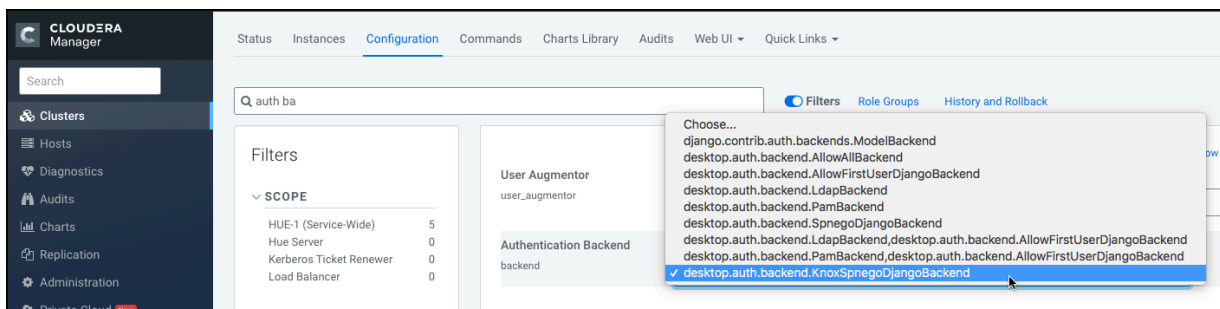 CLOUDERA
Manager
Status Instances Configuration Commands Charts Library Audits Web UI Quick Links
Search
auth ba
Filters Role Groups History and Rollback
Clusters
Hosts
Diagnostics
Audits
Charts
Replication
Administration
Filters
SCOPE
HUE-1 (Service-Wide) 5
Hue Server 0
Kerberos Ticket Renewer 0
Load Balancer 0
User Augmentor
user_augmentor
Authentication Backend
backend
Choose...
django.contrib.auth.backends.ModelBackend
desktop.auth.backend.AllowAllBackend
desktop.auth.backend.AllowFirstUserDjangoBackend
desktop.auth.backend.LdapBackend
desktop.auth.backend.PamBackend
desktop.auth.backend.SpnegoDjangoBackend
desktop.auth.backend.LdapBackend,desktop.auth.backend.AllowFirstUserDjangoBackend
desktop.auth.backend.PamBackend,desktop.auth.backend.AllowFirstUserDjangoBackend
✓ desktop.auth.backend.KnoxSpnegoDjangoBackend